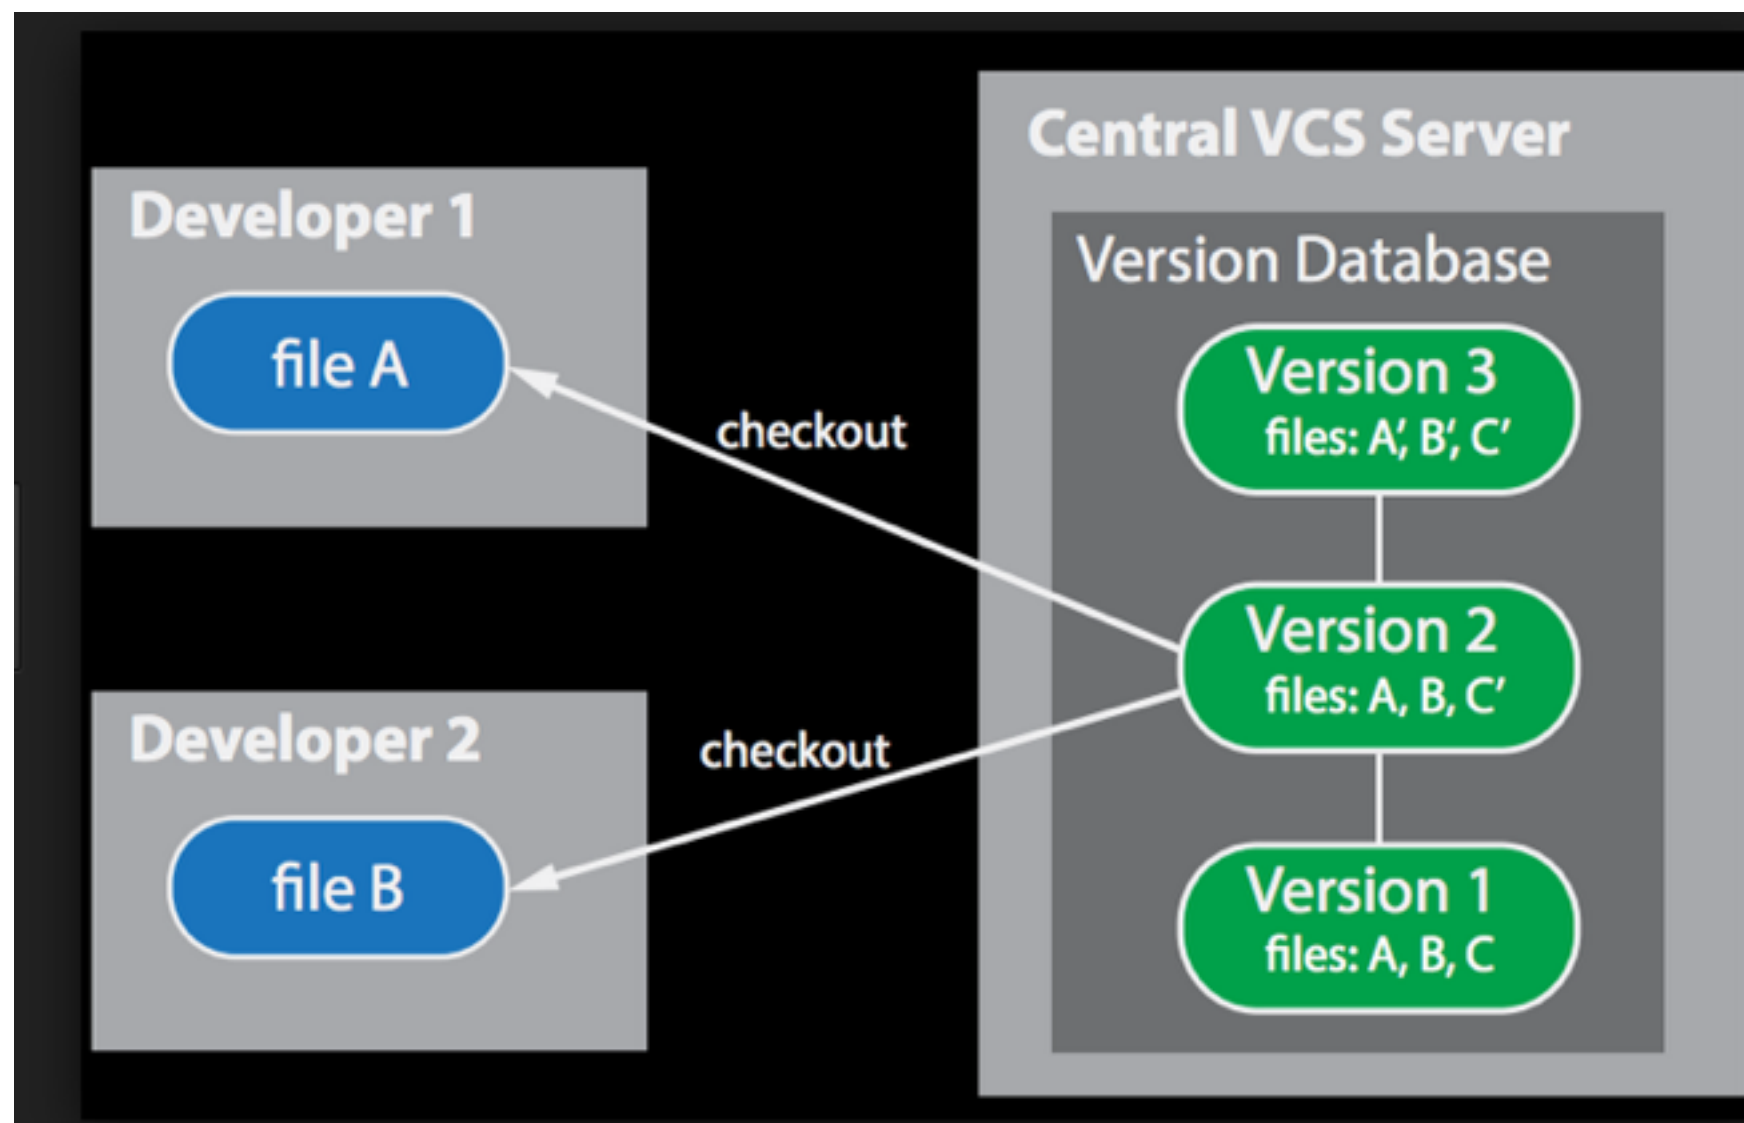 Developer 1
file A
checkout
Developer 2
file B
checkout
Central VCS Server
Version Database
Version 3
files: A’, B’, C’
Version 2
files: A, B, C’
Version 1
files: A, B, C